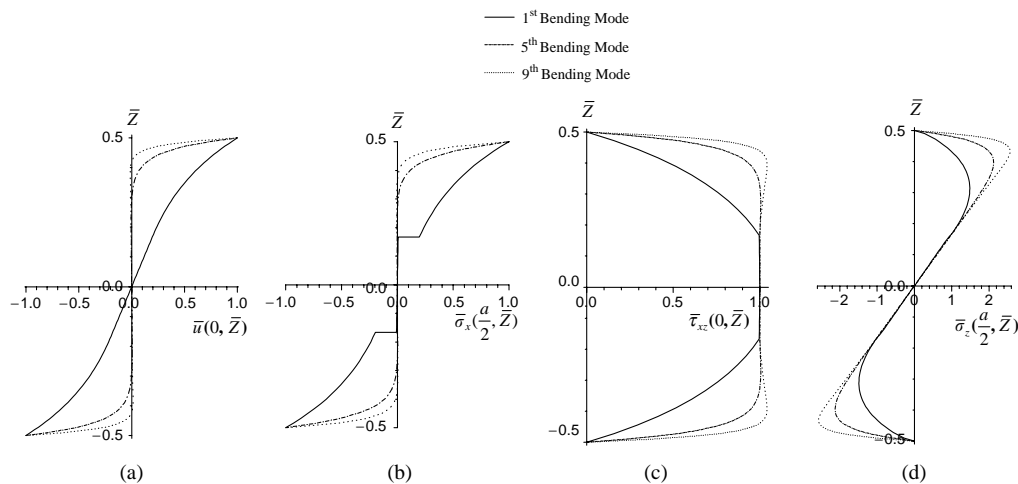 1st Bending Mode
5th Bending Mode
9th Bending Mode
Z̅
0.5
0.0
−1.0 −0.5 0.5 1.0
u̅(0, Z̅)
−0.5
(a)
Z̅
0.5
0.0
−1.0 −0.5 0.5 1.0
σ̅x(a/2, Z̅)
−0.5
(b)
Z̅
0.5
0.0
0.0 0.5 1.0
τ̅xz(0, Z̅)
−0.5
(c)
Z̅
0.5
0.0
−2 −1 1 2
σ̅z(a/2, Z̅)
−0.5
(d)